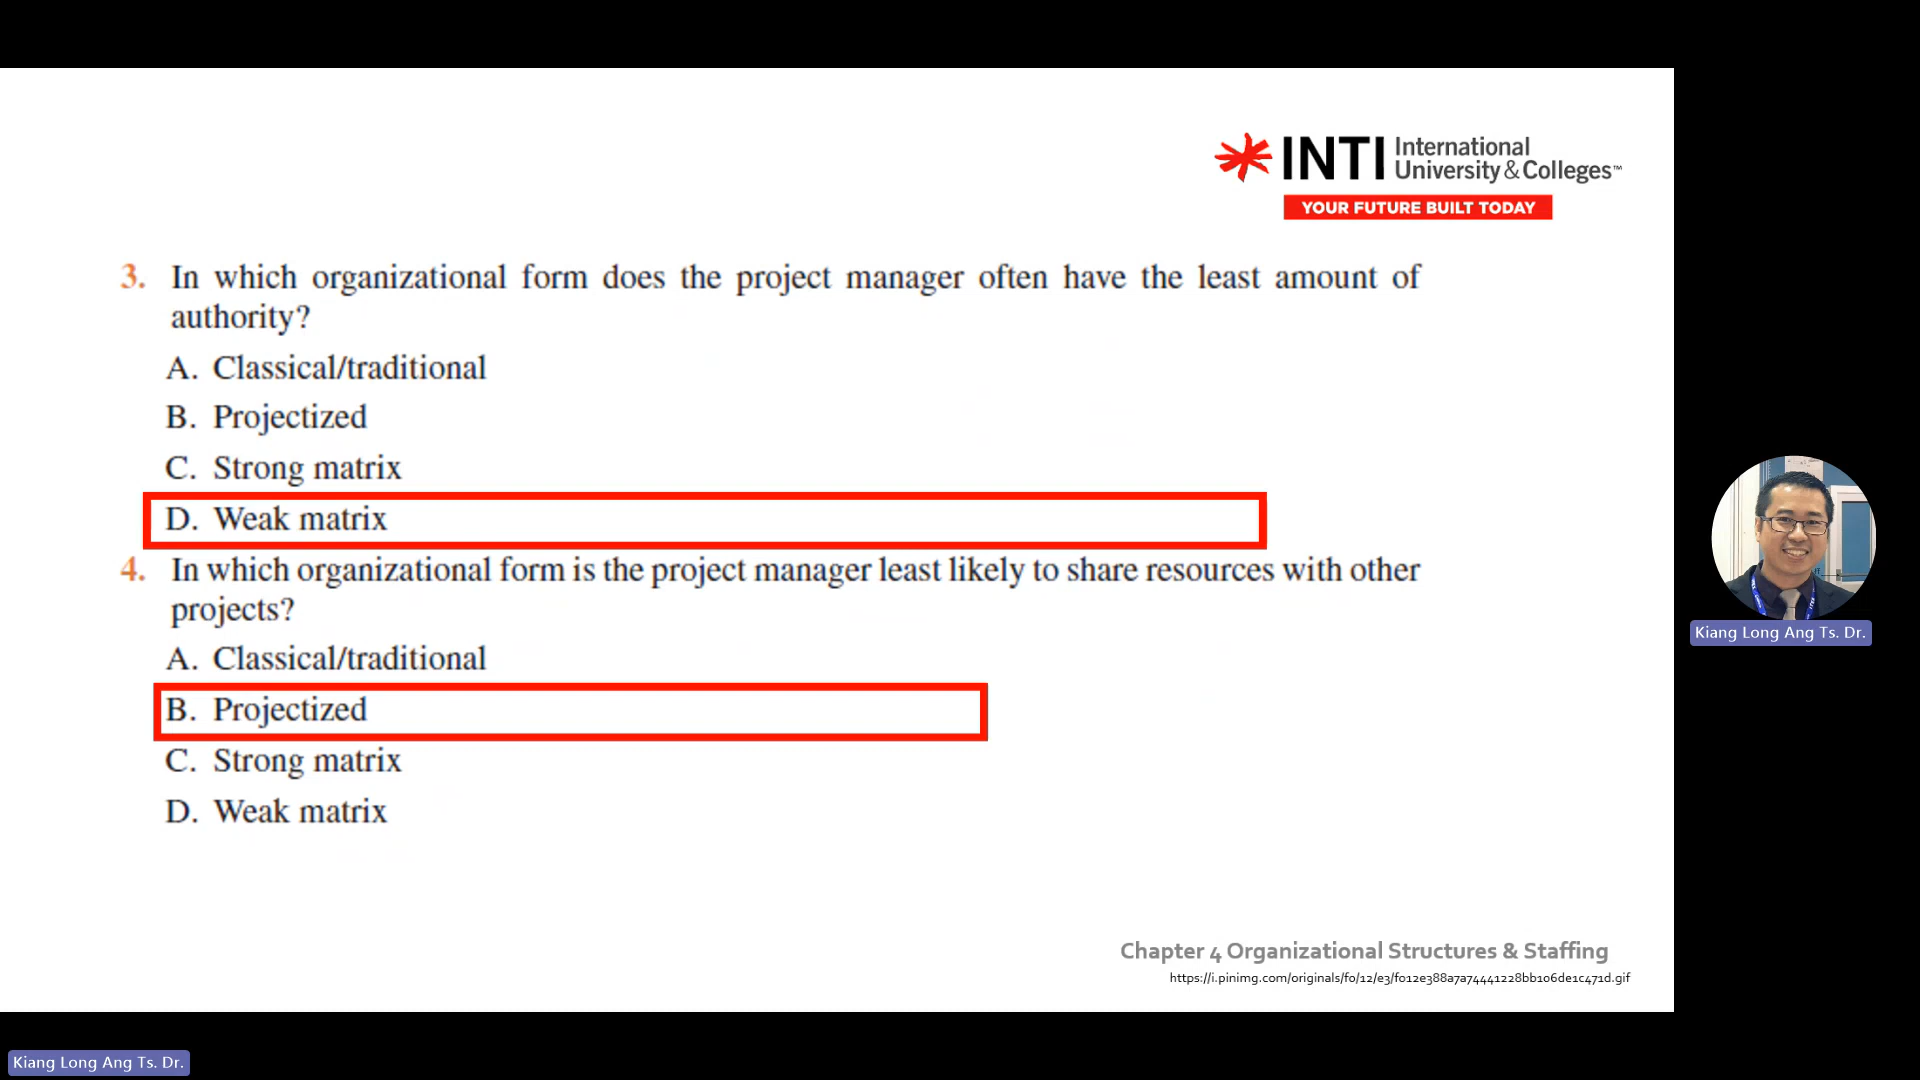 INTI International
University & Colleges™
YOUR FUTURE BUILT TODAY
3. In which organizational form does the project manager often have the least amount of
authority?
A. Classical/traditional
B. Projectized
C. Strong matrix
D. Weak matrix
4. In which organizational form is the project manager least likely to share resources with other
projects?
A. Classical/traditional
B. Projectized
C. Strong matrix
D. Weak matrix
Kiang Long Ang Ts. Dr.
Chapter 4 Organizational Structures & Staffing
https://i.pinimg.com/originals/f0/12/e3/f012e388a7a74441228bb106de1c471d.gif
Kiang Long Ang Ts. Dr.